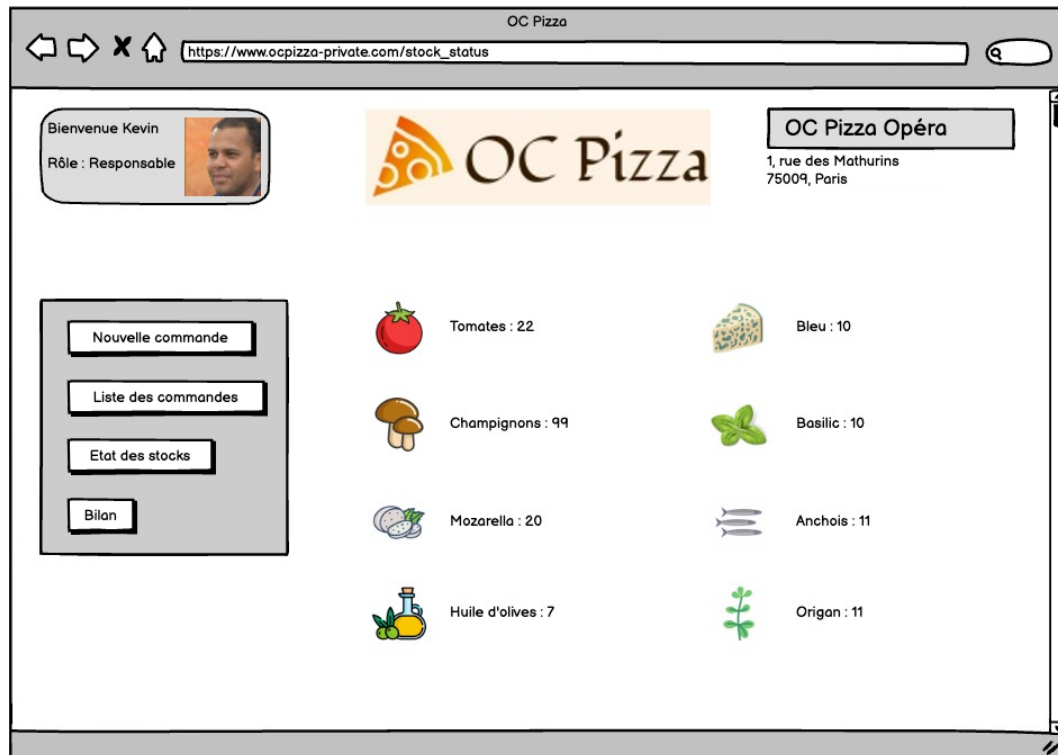 OC Pizza
https://www.ocpizza-private.com/stock_status
Bienvenue Kevin
Rôle : Responsable
OC Pizza
OC Pizza Opéra
1, rue des Mathurins
75009, Paris
Nouvelle commande
Liste des commandes
Etat des stocks
Bilan
Tomates : 22
Bleu : 10
Champignons : 99
Basilic : 10
Mozarella : 20
Anchois : 11
Huile d'olives : 7
Origan : 11